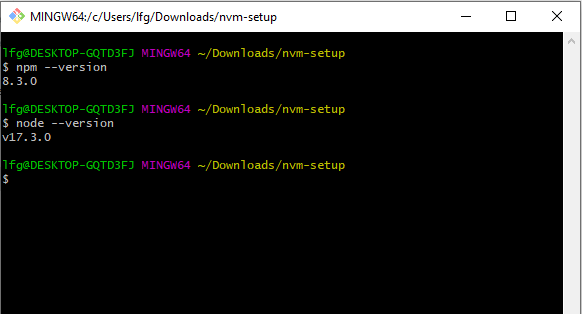 MINGW64:/c/Users/lfg/Downloads/nvm-setup
lfg@DESKTOP-GQTD3FJ MINGW64 ~/Downloads/nvm-setup
$ npm --version
8.3.0
lfg@DESKTOP-GQTD3FJ MINGW64 ~/Downloads/nvm-setup
$ node --version
v17.3.0
lfg@DESKTOP-GQTD3FJ MINGW64 ~/Downloads/nvm-setup
$